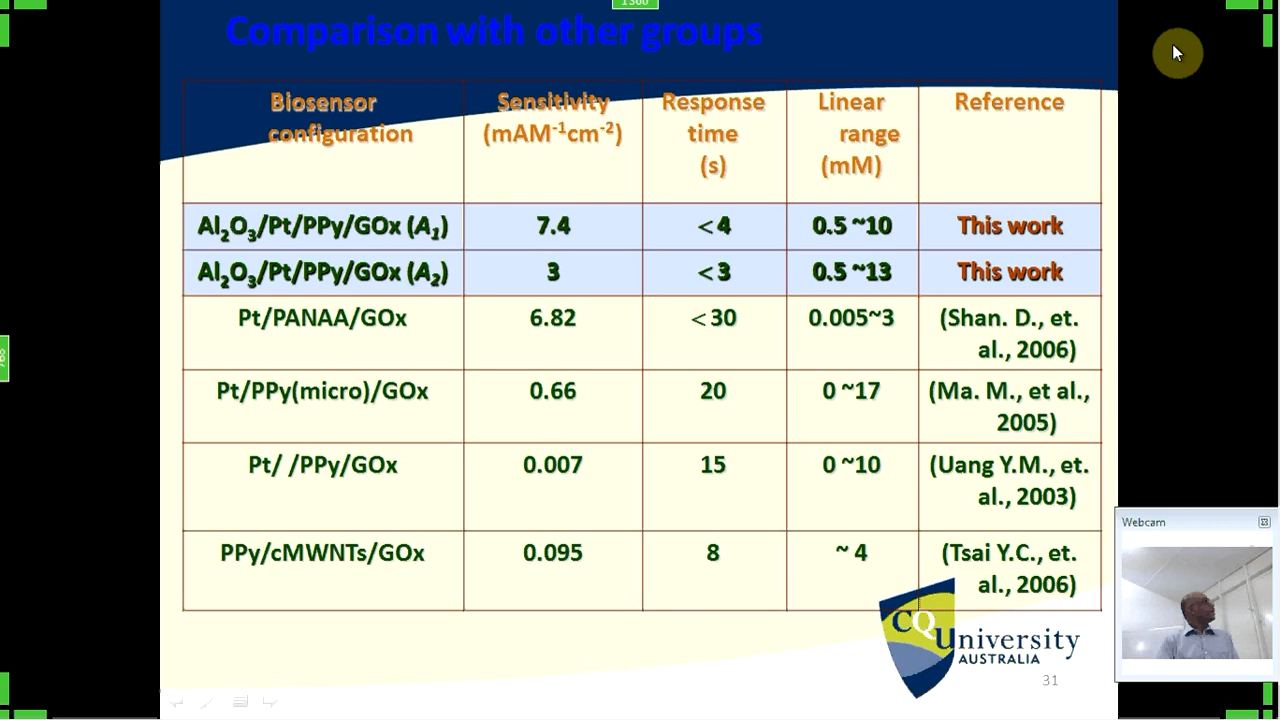 1360
Comparison with other groups
Biosensor configuration
Sensitivity (mAM⁻¹cm⁻²)
Response time (s)
Linear range (mM)
Reference
Al₂O₃/Pt/PPy/GOx (A₁) 7.4 <4 0.5 ~10 This work
Al₂O₃/Pt/PPy/GOx (A₂) 3 <3 0.5 ~13 This work
Pt/PANAA/GOx 6.82 <30 0.005~3 (Shan. D., et. al., 2006)
Pt/PPy(micro)/GOx 0.66 20 0 ~17 (Ma. M., et al., 2005)
Pt/ /PPy/GOx 0.007 15 0 ~10 (Uang Y.M., et. al., 2003)
PPy/cMWNTs/GOx 0.095 8 ~ 4 (Tsai Y.C., et. al., 2006)
768
Webcam
CQUniversity
AUSTRALIA
31